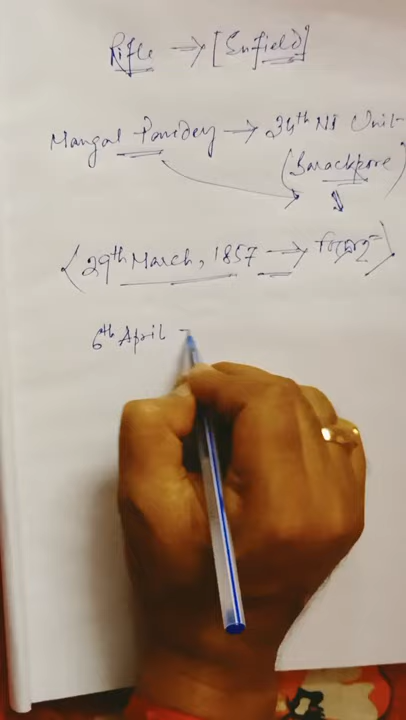 Rifle → [Enfield]
Mangal Pandey → 34th NI Unit
(Barackpore)
(29th March, 1857 → विद्रोह)
6th April -